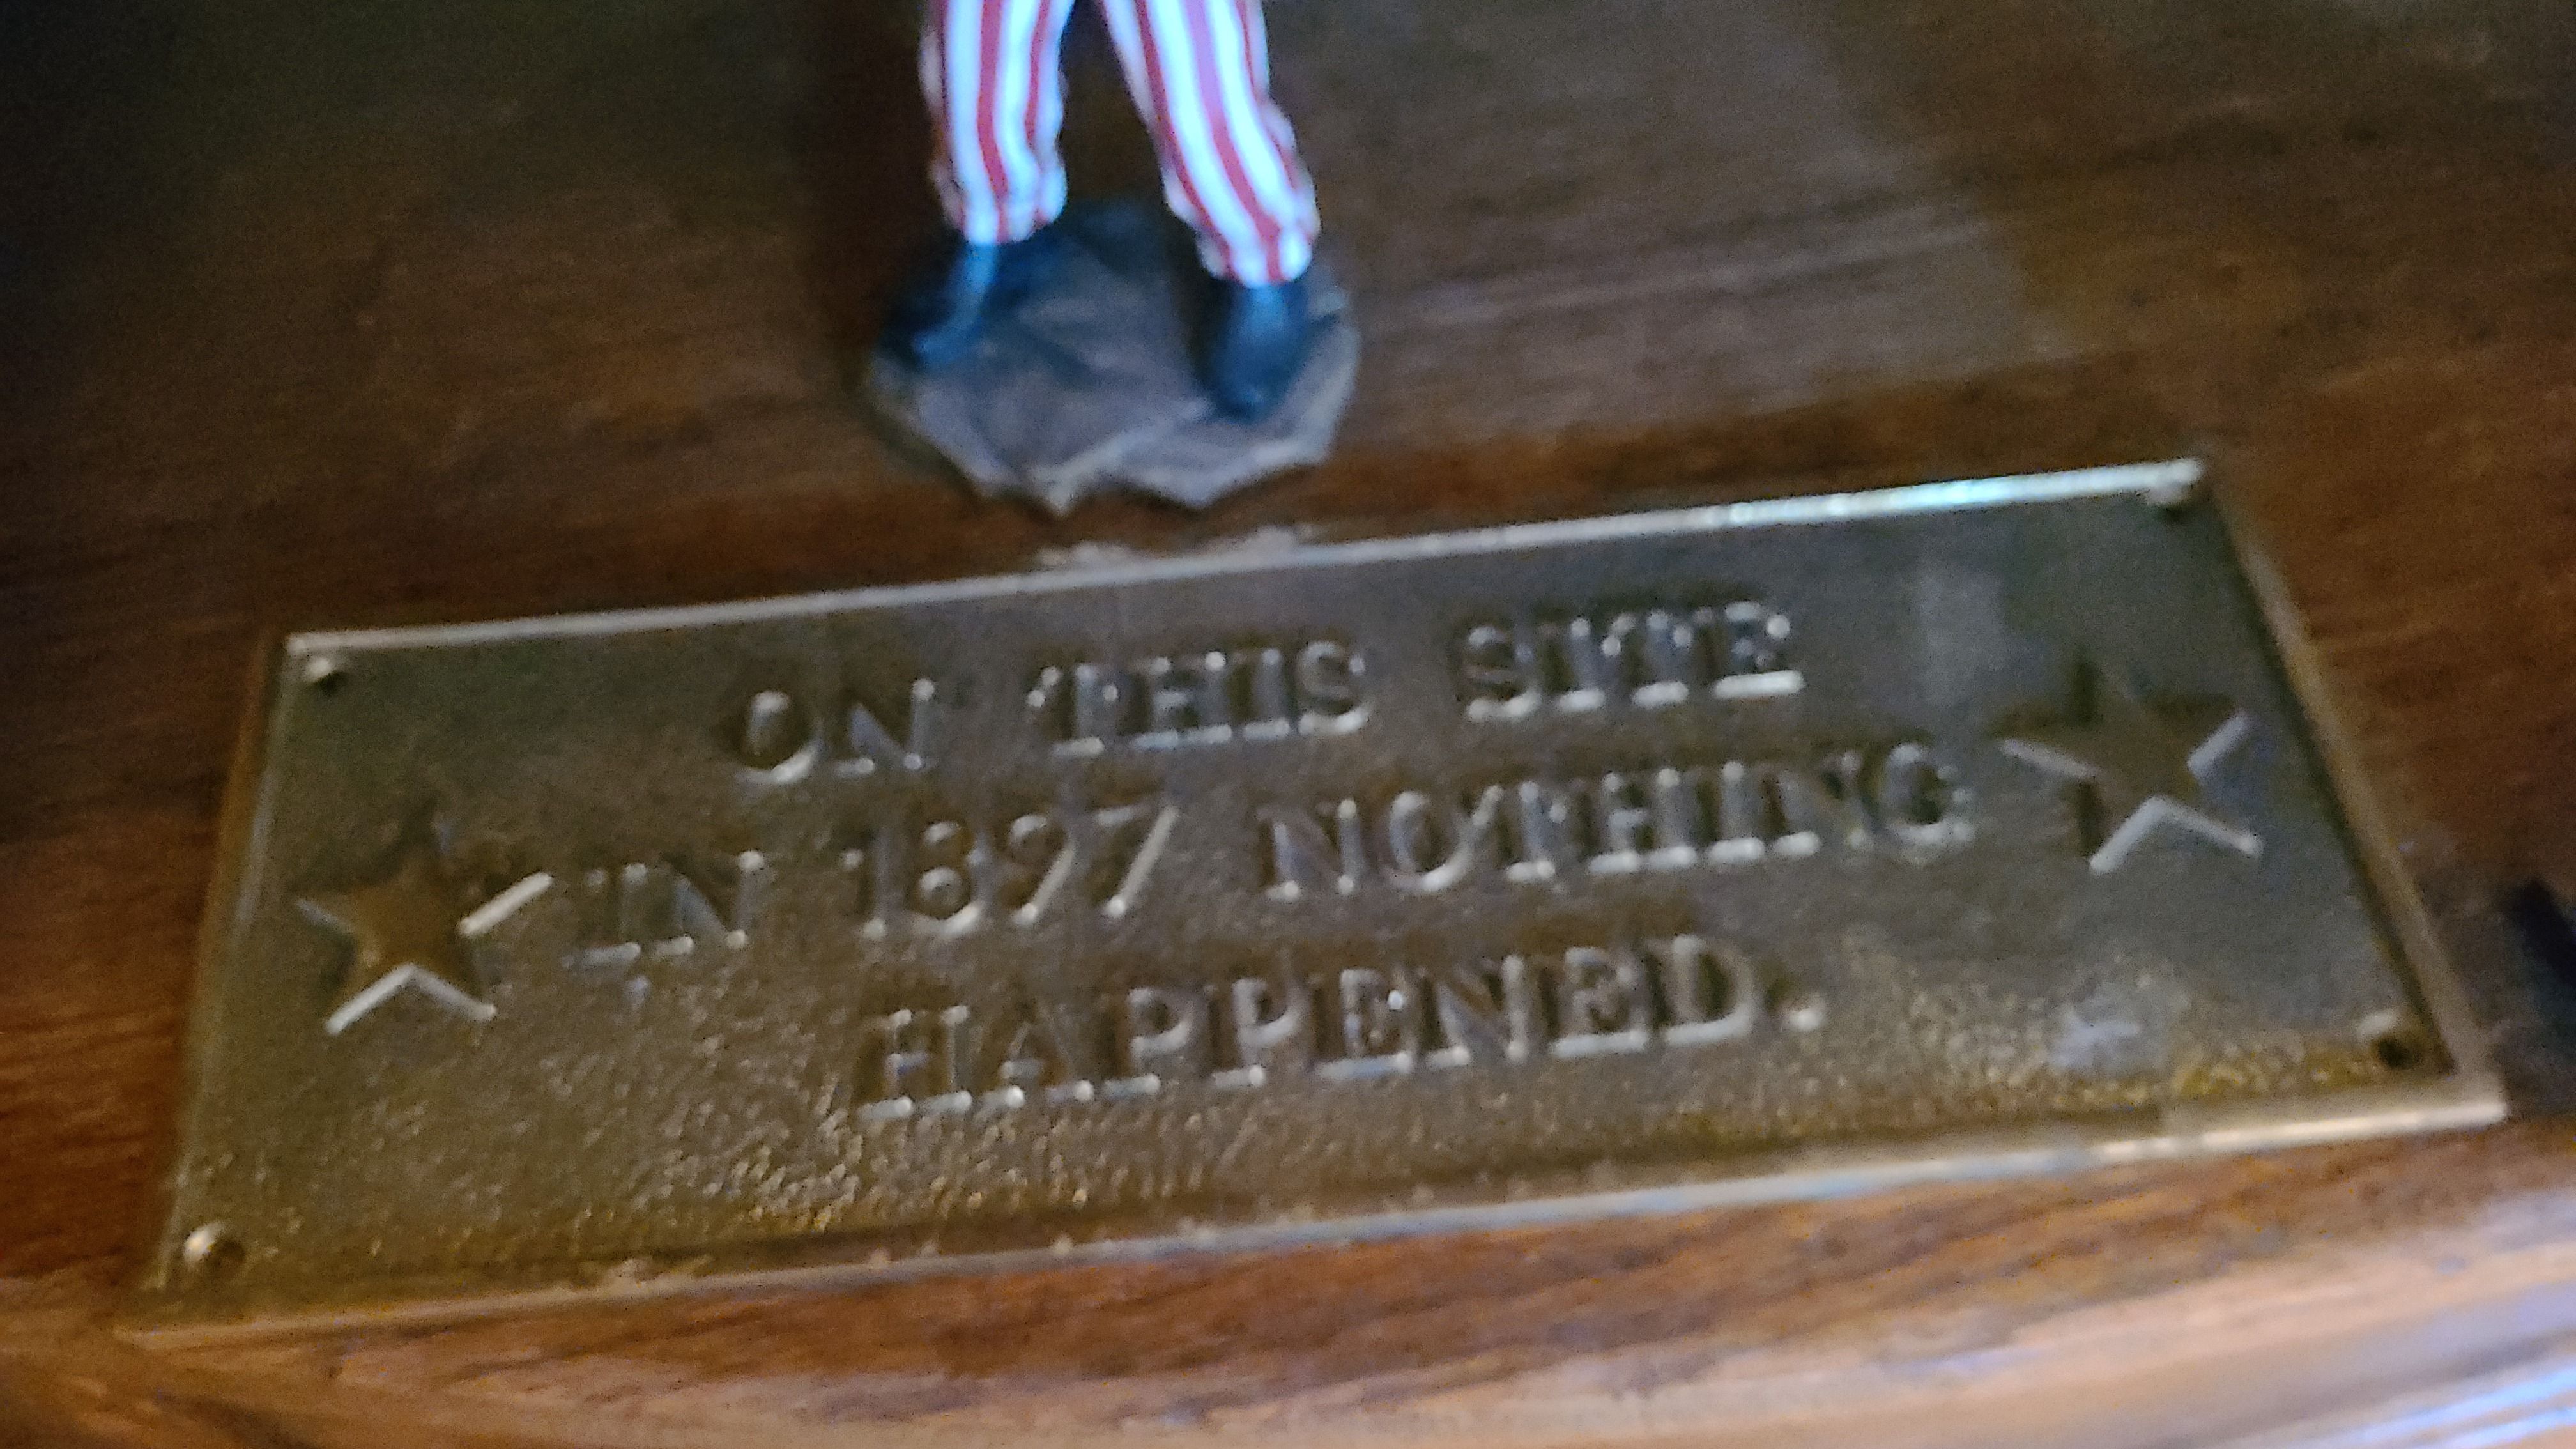 ON THIS SITE
IN 1897 NOTHING
HAPPENED.